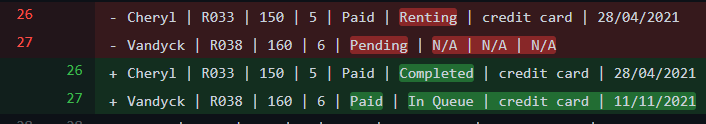 26 - Cheryl | R033 | 150 | 5 | Paid | Renting | credit card | 28/04/2021
27 - Vandyck | R038 | 160 | 6 | Pending | N/A | N/A | N/A
26 + Cheryl | R033 | 150 | 5 | Paid | Completed | credit card | 28/04/2021
27 + Vandyck | R038 | 160 | 6 | Paid | In Queue | credit card | 11/11/2021